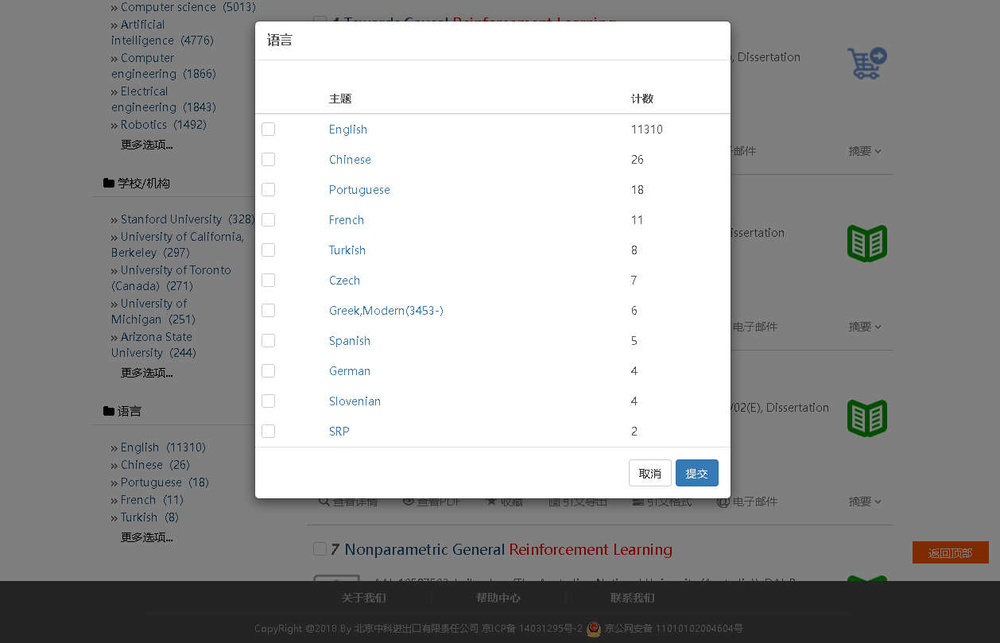 » Computer science (5013)
» Artificial
intelligence (4776)
» Computer
engineering (1866)
» Electrical
engineering (1843)
» Robotics (1492)
更多选项...
学校/机构
» Stanford University (328)
» University of California,
Berkeley (297)
» University of Toronto
(Canada) (271)
» University of
Michigan (251)
» Arizona State
University (244)
更多选项...
语言
» English (11310)
» Chinese (26)
» Portuguese (18)
» French (11)
» Turkish (8)
更多选项...
语言
主题 计数
English 11310
Chinese 26
Portuguese 18
French 11
Turkish 8
Czech 7
Greek,Modern(3453-) 6
Spanish 5
German 4
Slovenian 4
SRP 2
取消 提交
Reinforcement Learning
, Dissertation
邮件 摘要
issertation
电子邮件 摘要
/02(E), Dissertation
查看详情 查看PDF 收藏 引文导出 引文格式 电子邮件 摘要
7 Nonparametric General Reinforcement Learning
返回顶部
关于我们 帮助中心 联系我们
CopyRight @2018 By 北京中科进出口有限责任公司 京ICP备 14031295号-2 京公网安备 11010102004604号